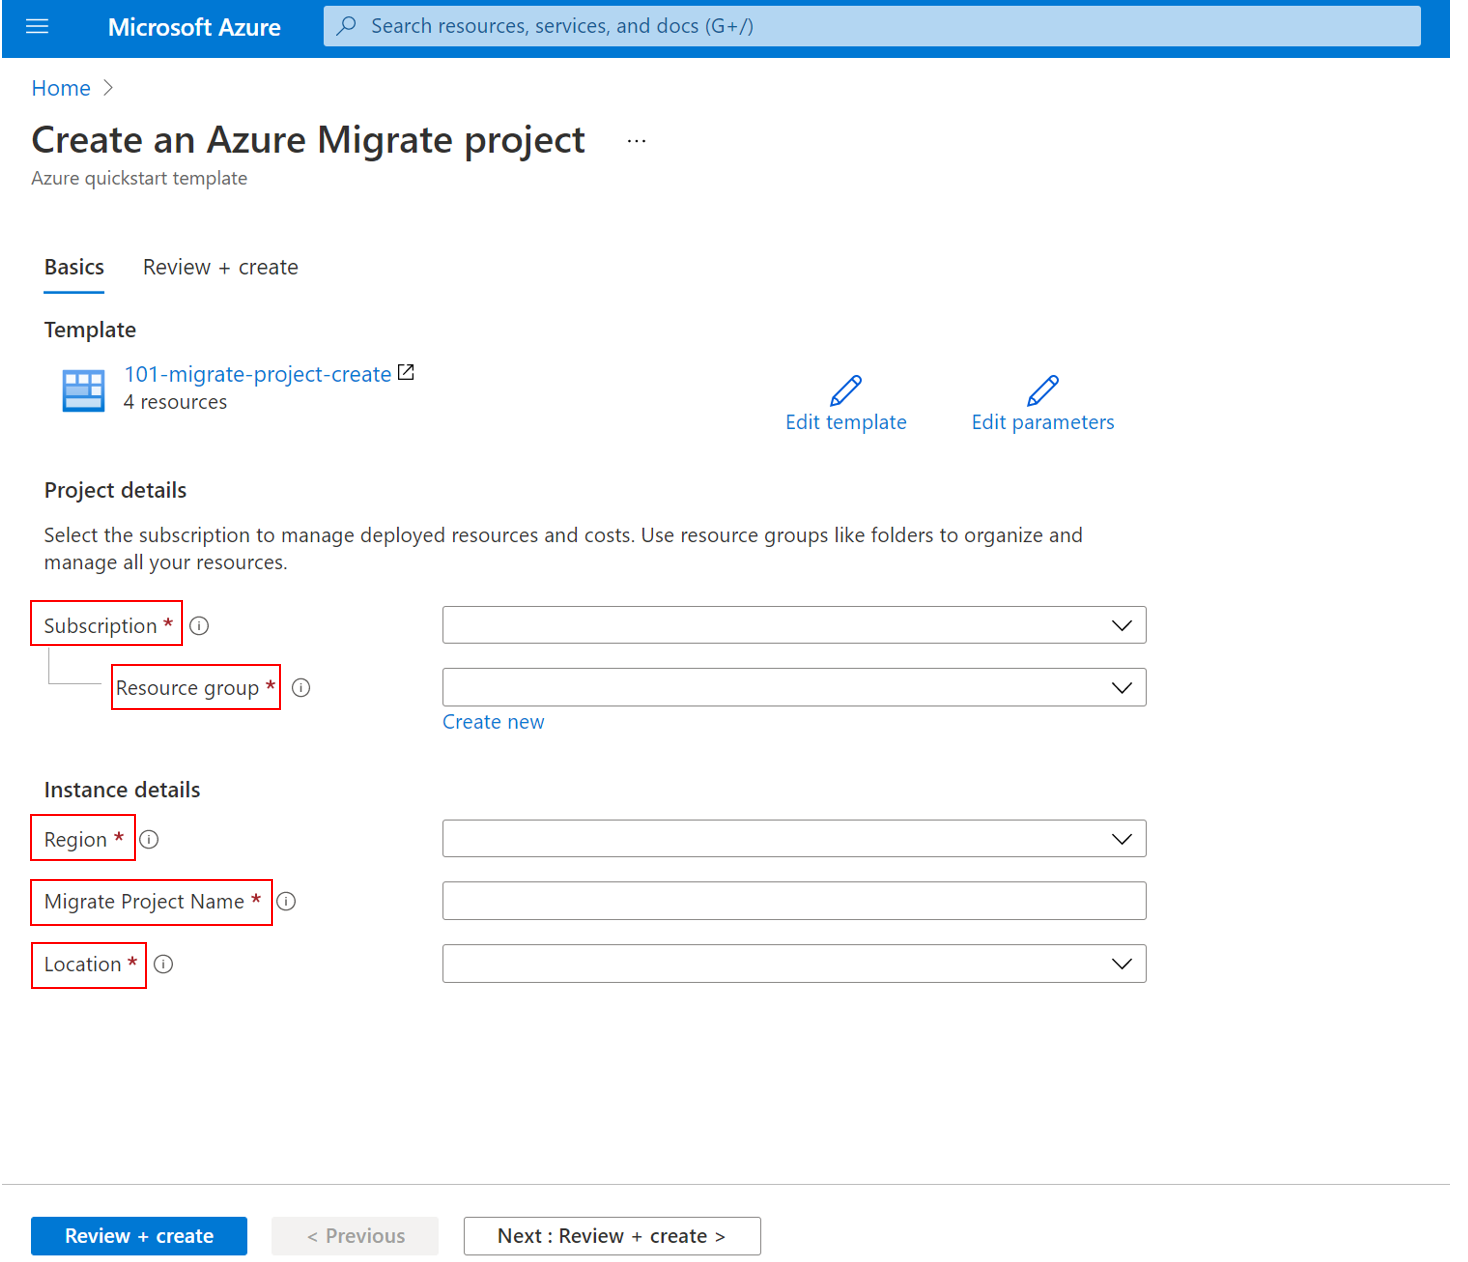 Microsoft Azure
Search resources, services, and docs (G+/)
Home
Create an Azure Migrate project ...
Azure quickstart template
Basics Review + create
Template
101-migrate-project-create
4 resources
Edit template Edit parameters
Project details
Select the subscription to manage deployed resources and costs. Use resource groups like folders to organize and
manage all your resources.
Subscription *
Resource group *
Create new
Instance details
Region *
Migrate Project Name *
Location *
Review + create < Previous Next : Review + create >